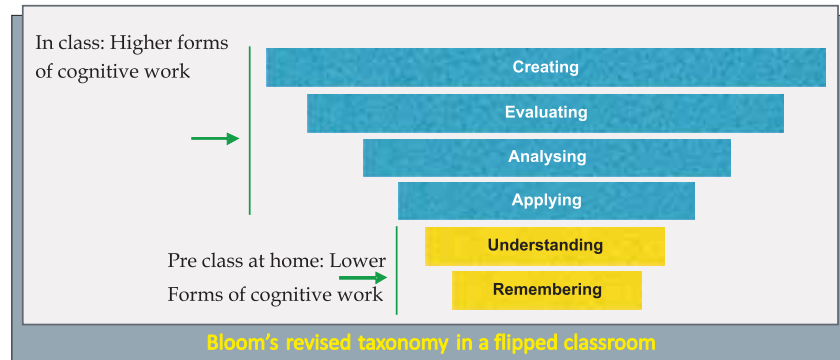 In class: Higher forms
of cognitive work
Creating
Evaluating
Analysing
Applying
Pre class at home: Lower
Forms of cognitive work
Understanding
Remembering
Bloom's revised taxonomy in a flipped classroom